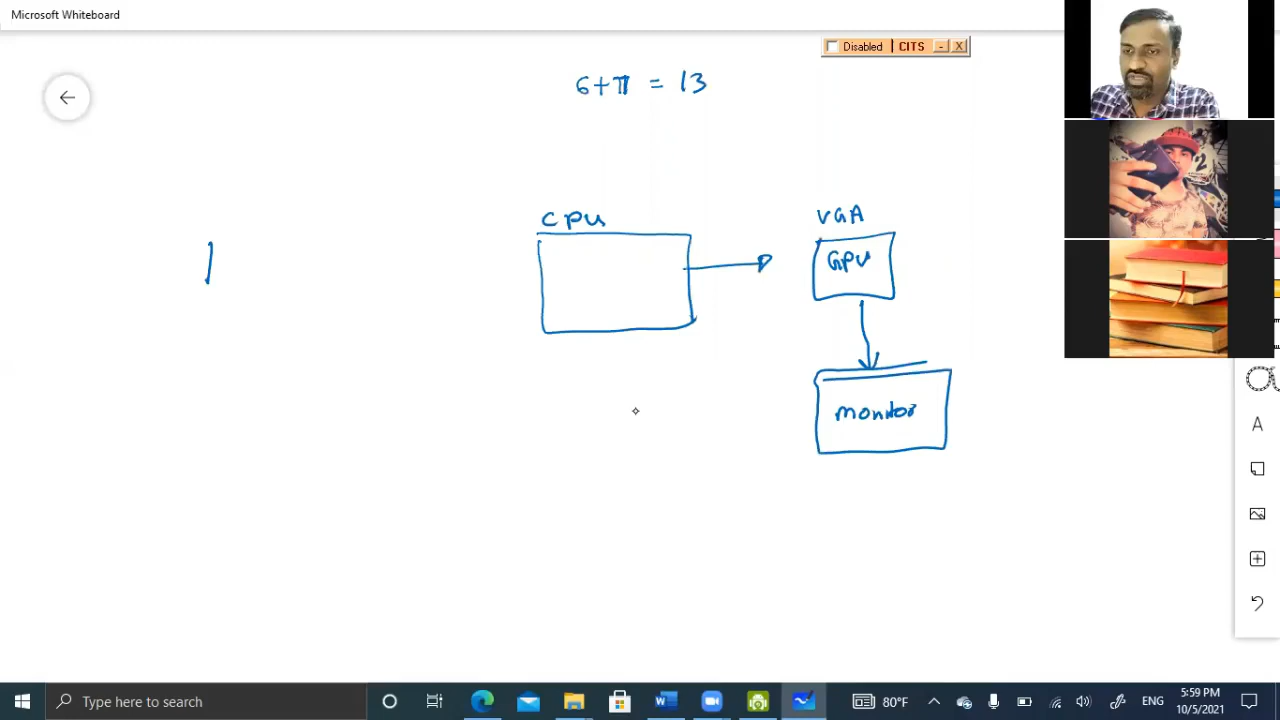 Microsoft Whiteboard
Disabled CITS - X
6+π = 13
CPU
VGA
GPU
monitor
2
A
Type here to search
80°F
ENG
5:59 PM
10/5/2021